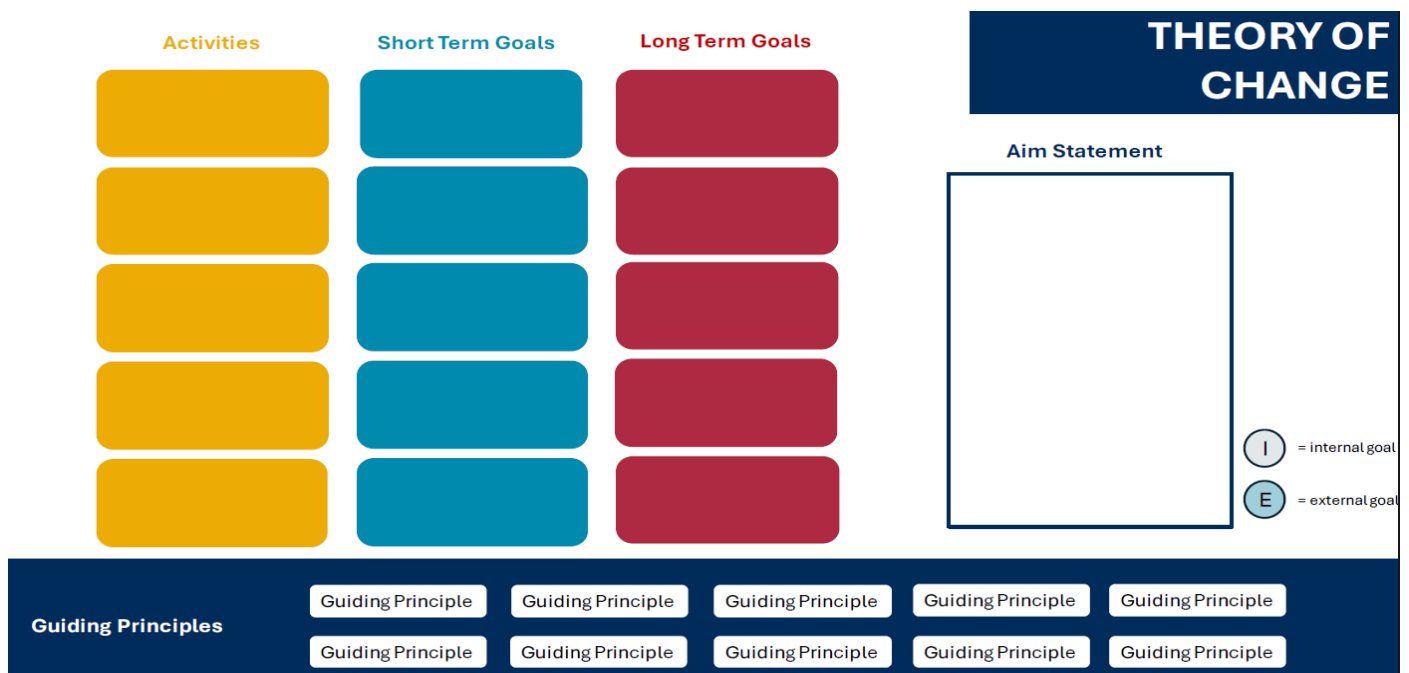 THEORY OF
CHANGE
Activities
Short Term Goals
Long Term Goals
Aim Statement
I = internal goal
E = external goal
Guiding Principles
Guiding Principle
Guiding Principle
Guiding Principle
Guiding Principle
Guiding Principle
Guiding Principle
Guiding Principle
Guiding Principle
Guiding Principle
Guiding Principle